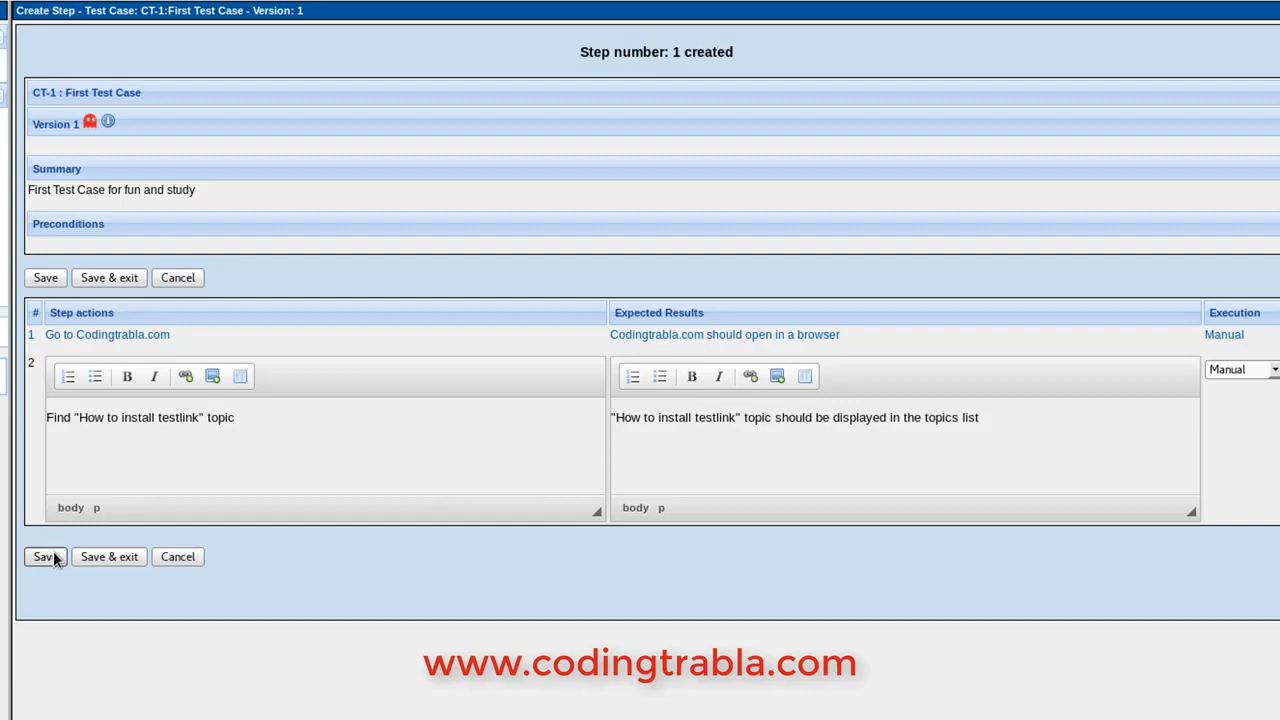 Create Step - Test Case: CT-1:First Test Case - Version: 1
Step number: 1 created
CT-1 : First Test Case
Version 1
Summary
First Test Case for fun and study
Preconditions
Save Save & exit Cancel
# Step actions Expected Results Execution
1 Go to Codingtrabla.com Codingtrabla.com should open in a browser Manual
2 B I B I Manual
Find "How to install testlink" topic "How to install testlink" topic should be displayed in the topics list
body p body p
Save Save & exit Cancel
www.codingtrabla.com